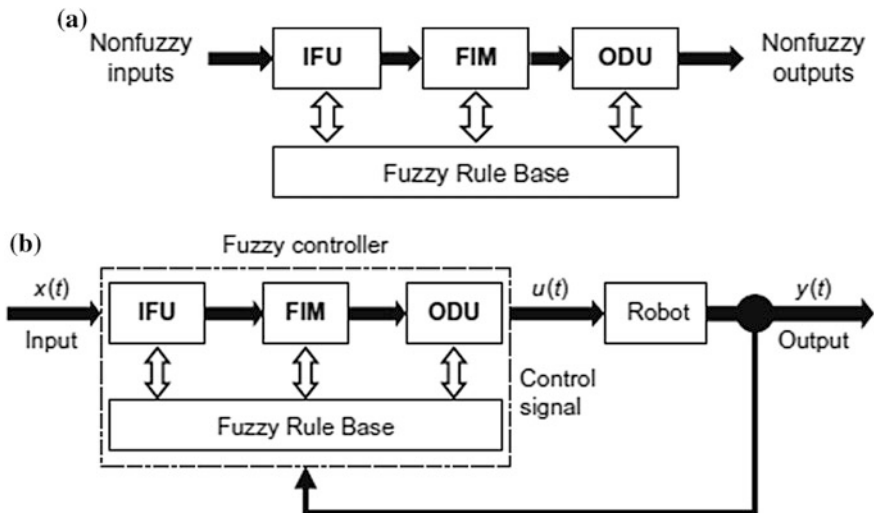 (a)
Nonfuzzy
inputs
IFU
FIM
ODU
Nonfuzzy
outputs
Fuzzy Rule Base
(b)
Fuzzy controller
x(t)
Input
IFU
FIM
ODU
u(t)
Control
signal
Robot
y(t)
Output
Fuzzy Rule Base